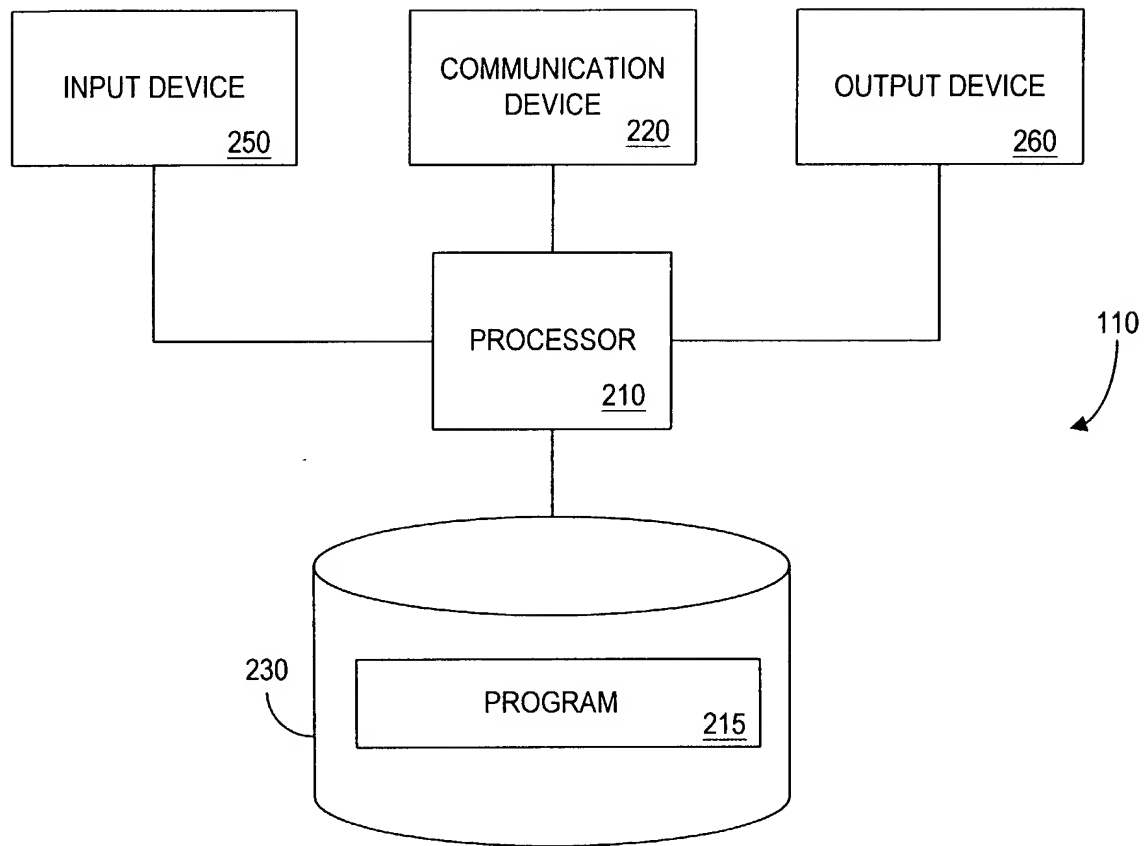 INPUT DEVICE
250
COMMUNICATION
DEVICE
220
OUTPUT DEVICE
260
PROCESSOR
210
110
230
PROGRAM
215